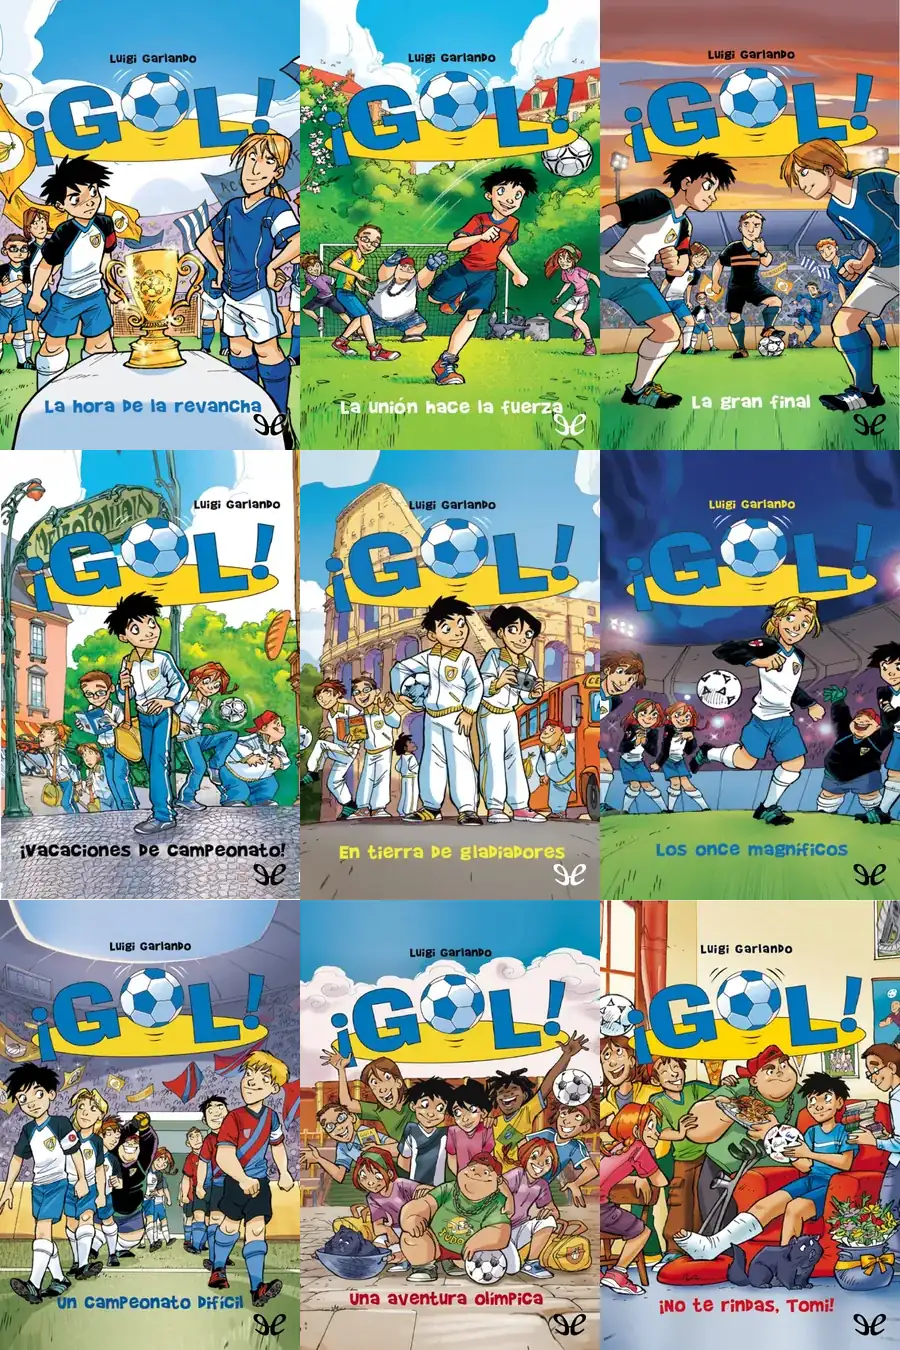 Luigi Garlando
¡GOL!
La hora de la revancha
Luigi Garlando
¡GOL!
La unión hace la fuerza
Luigi Garlando
¡GOL!
La gran final
METROPOLITAIN
Luigi Garlando
¡GOL!
¡Vacaciones de campeonato!
Luigi Garlando
¡GOL!
En tierra de gladiadores
Luigi Garlando
¡GOL!
Los once magníficos
Luigi Garlando
¡GOL!
Un campeonato difícil
Luigi Garlando
¡GOL!
Una aventura olímpica
Luigi Garlando
¡GOL!
¡No te rindas, Tomi!